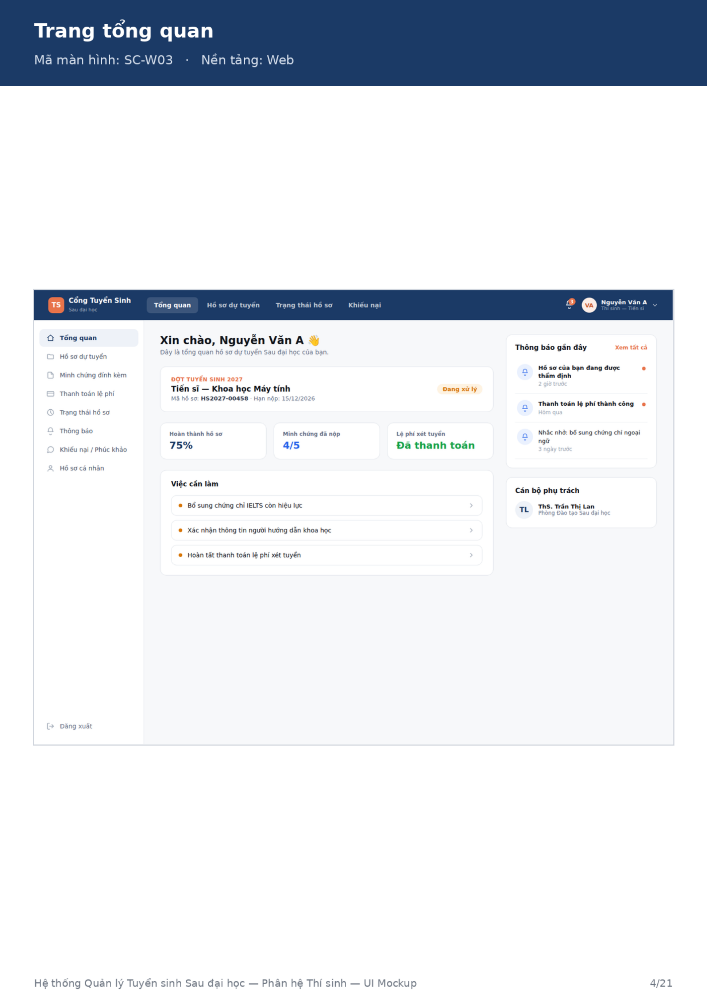 Trang tổng quan
Mã màn hình: SC-W03 · Nền tảng: Web
TS
Cổng Tuyển Sinh
Sau đại học
Tổng quan
Hồ sơ dự tuyển
Trạng thái hồ sơ
Khiếu nại
3
VA
Nguyễn Văn A
Thí sinh — Tiến sĩ
Tổng quan
Hồ sơ dự tuyển
Minh chứng đính kèm
Thanh toán lệ phí
Trạng thái hồ sơ
Thông báo
Khiếu nại / Phúc khảo
Hồ sơ cá nhân
Đăng xuất
Xin chào, Nguyễn Văn A 👋
Đây là tổng quan hồ sơ dự tuyển Sau đại học của bạn.
ĐỢT TUYỂN SINH 2027
Tiến sĩ — Khoa học Máy tính
Mã hồ sơ: HS2027-00458 · Hạn nộp: 15/12/2026
Đang xử lý
Hoàn thành hồ sơ
75%
Minh chứng đã nộp
4/5
Lệ phí xét tuyển
Đã thanh toán
Việc cần làm
Bổ sung chứng chỉ IELTS còn hiệu lực
Xác nhận thông tin người hướng dẫn khoa học
Hoàn tất thanh toán lệ phí xét tuyển
Thông báo gần đây
Xem tất cả
Hồ sơ của bạn đang được
thẩm định
2 giờ trước
Thanh toán lệ phí thành công
Hôm qua
Nhắc nhở: bổ sung chứng chỉ ngoại
ngữ
3 ngày trước
Cán bộ phụ trách
TL
ThS. Trần Thị Lan
Phòng Đào tạo Sau đại học
Hệ thống Quản lý Tuyển sinh Sau đại học — Phân hệ Thí sinh — UI Mockup
4/21